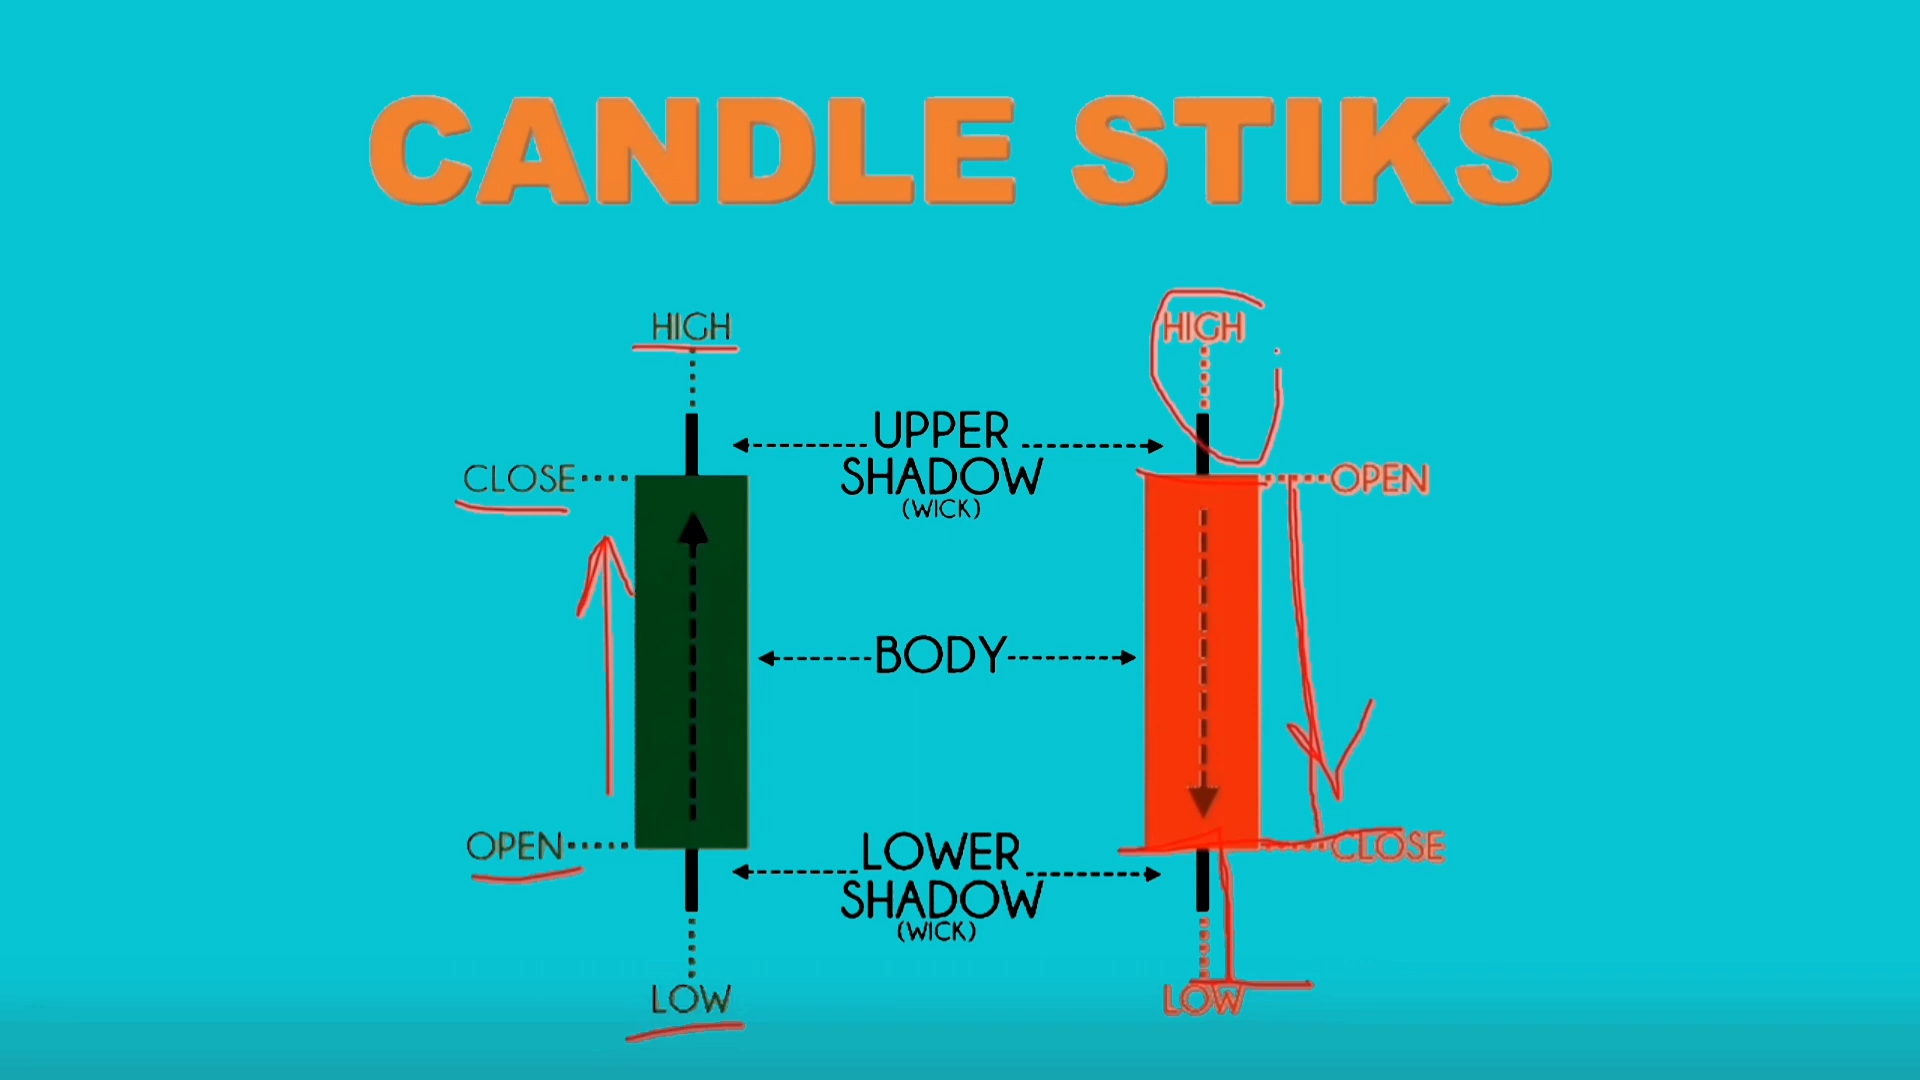 CANDLE STIKS
HIGH
HIGH
UPPER
SHADOW
(WICK)
CLOSE
OPEN
BODY
OPEN
CLOSE
LOWER
SHADOW
(WICK)
LOW
LOW